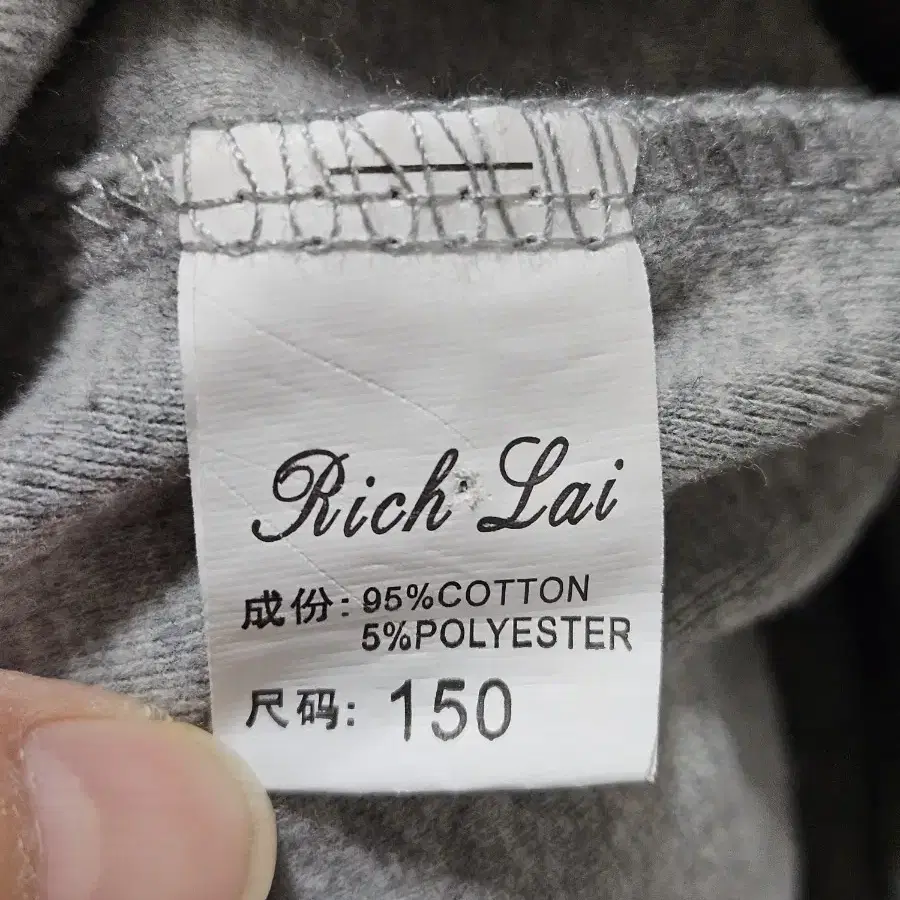 Rich Lai
成份: 95%COTTON
5%POLYESTER
尺码: 150